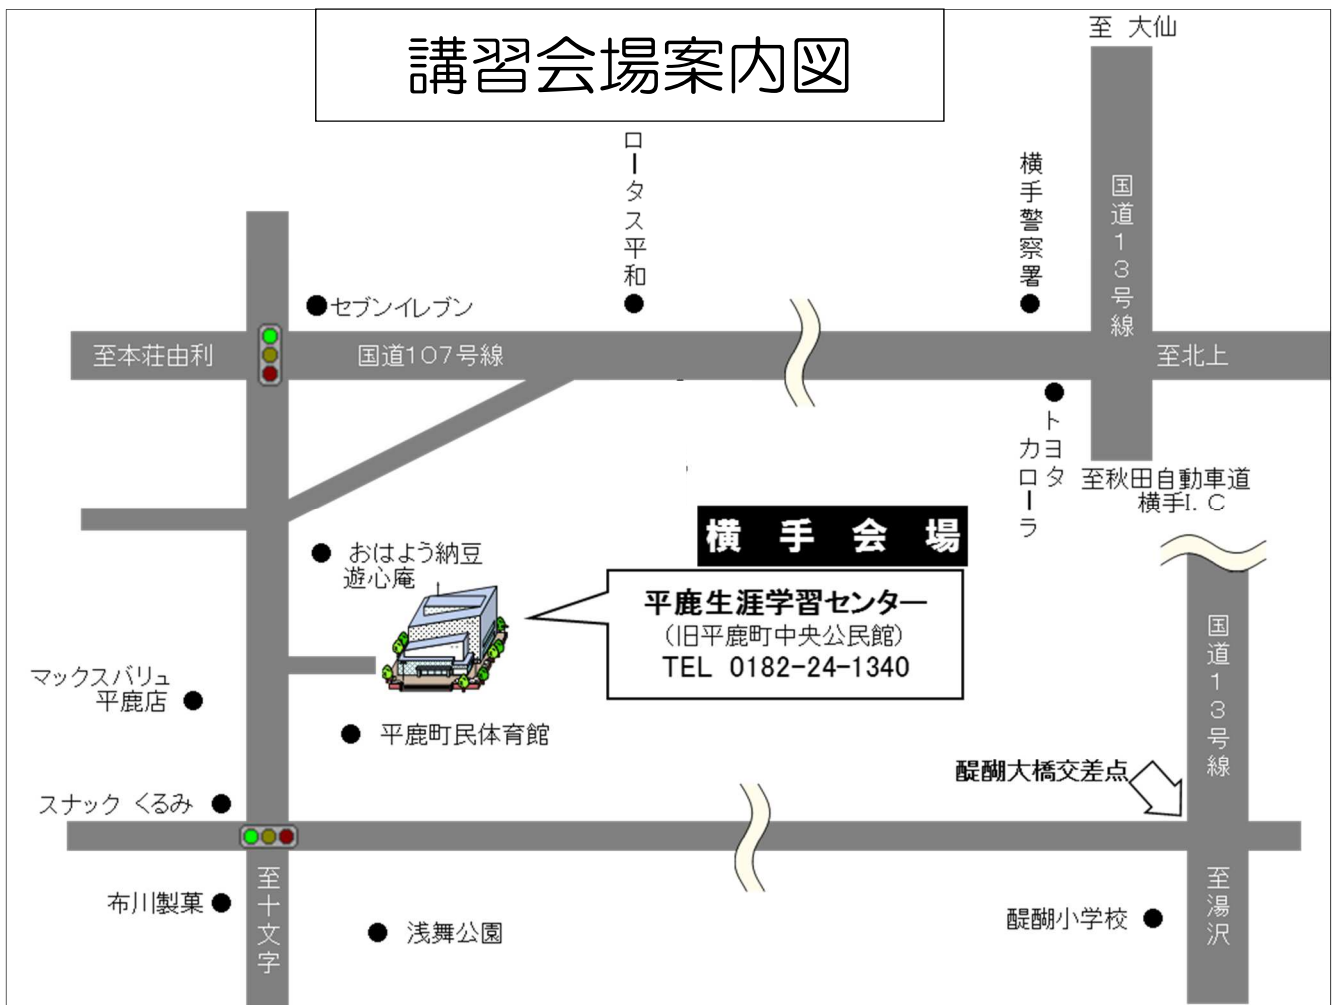 講習会場案内図
至 大仙
国道13号線
ロータス平和
横手警察署
セブンイレブン
至本荘由利
国道107号線
至北上
トヨタ
カローラ
至秋田自動車道
横手I. C
横手会場
おはよう納豆
遊心庵
平鹿生涯学習センター
(旧平鹿町中央公民館)
TEL 0182-24-1340
国道13号線
マックスバリュ
平鹿店
平鹿町民体育館
醍醐大橋交差点
スナック くるみ
布川製菓
至十文字
浅舞公園
醍醐小学校
至湯沢